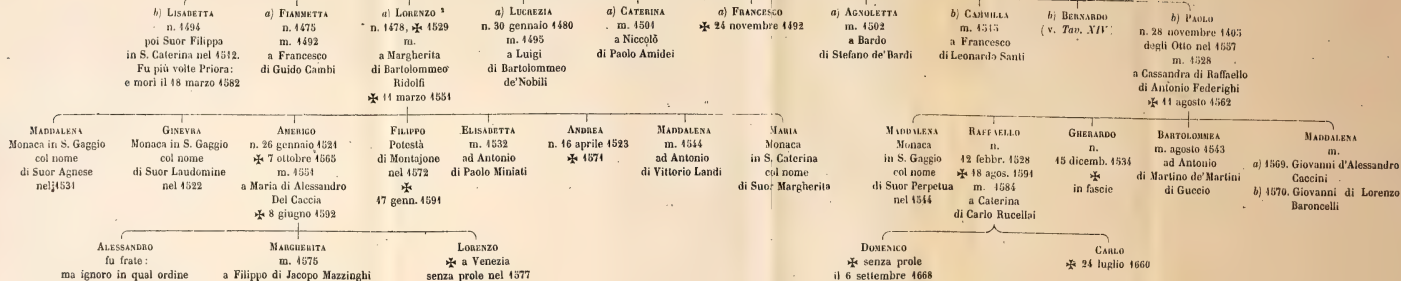 b) LISABETTA
n. 1494
poi Suor Filippa
in S. Caterina nel 1512.
Fu più volte Priora:
e morì il 18 marzo 1582
a) FIAMMETTA
n. 1475
m. 1492
a Francesco
di Guido Cambi
a) LORENZO
n. 1478, ✠ 1529
m.
a Margherita
di Bartolommeo
Ridolfi
✠ 11 marzo 1551
a) LUCREZIA
n. 30 gennaio 1480
m. 1495
a Luigi
di Bartolommeo
de'Nobili
a) CATERINA
m. 1501
a Niccolò
di Paolo Amidei
a) FRANCESCO
✠ 24 novembre 1492
a) AGNOLETTA
m. 1502
a Bardo
di Stefano de'Bardi
b) CAMMILLA
m. 1515
a Francesco
di Leonardo Santi
b) BERNARDO
(v. Tav. XIV)
b) PAOLO
n. 28 novembre
degli Otto nel 1557
m. 1528
a Cassandra di Raffaello
di Antonio Federighi
✠ 11 agosto 1562
MADDALENA
Monaca in S. Gaggio
col nome
di Suor Agnese
nel 1531
GINEVRA
Monaca in S. Gaggio
col nome
di Suor Laudomine
nel 1522
AMERIGO
n. 26 gennaio 1521
✠ 7 ottobre 1565
m. 1551
a Maria di Alessandro
Del Caccia
✠ 8 giugno 1592
FILIPPO
Potestà
di Montajone
nel 1572
✠
17 genn. 1591
ELISABETTA
m. 1532
ad Antonio
di Paolo Miniati
ANDREA
n. 16 aprile 1523
✠ 1571
MADDALENA
m. 1544
ad Antonio
di Vittorio Landi
MARIA
Monaca
in S. Caterina
col nome
di Suor Margherita
MADDALENA
Monaca
in S. Gaggio
col nome
di Suor Perpetua
nel 1544
RAFFAELLO
n.
12 febbr. 1528
✠ 18 agos. 1591
m. 1584
a Caterina
di Carlo Rucellai
GHERARDO
n.
15 dicemb. 1534
✠
in fascie
BARTOLOMMEA
m. agosto 1543
ad Antonio
di Martino de'Martini
di Guccio
MADDALENA
m.
a) 1569. Giovanni d'Alessandro
Caccini
b) 1570. Giovanni di Lorenzo
Baroncelli
ALESSANDRO
fu frate:
ma ignoro in qual ordine
MARGHERITA
m. 1575
a Filippo di Jacopo Mazzinghi
LORENZO
✠ a Venezia
senza prole nel 1577
DOMENICO
✠ senza prole
il 6 settembre 1668
CARLO
✠ 24 luglio 1660